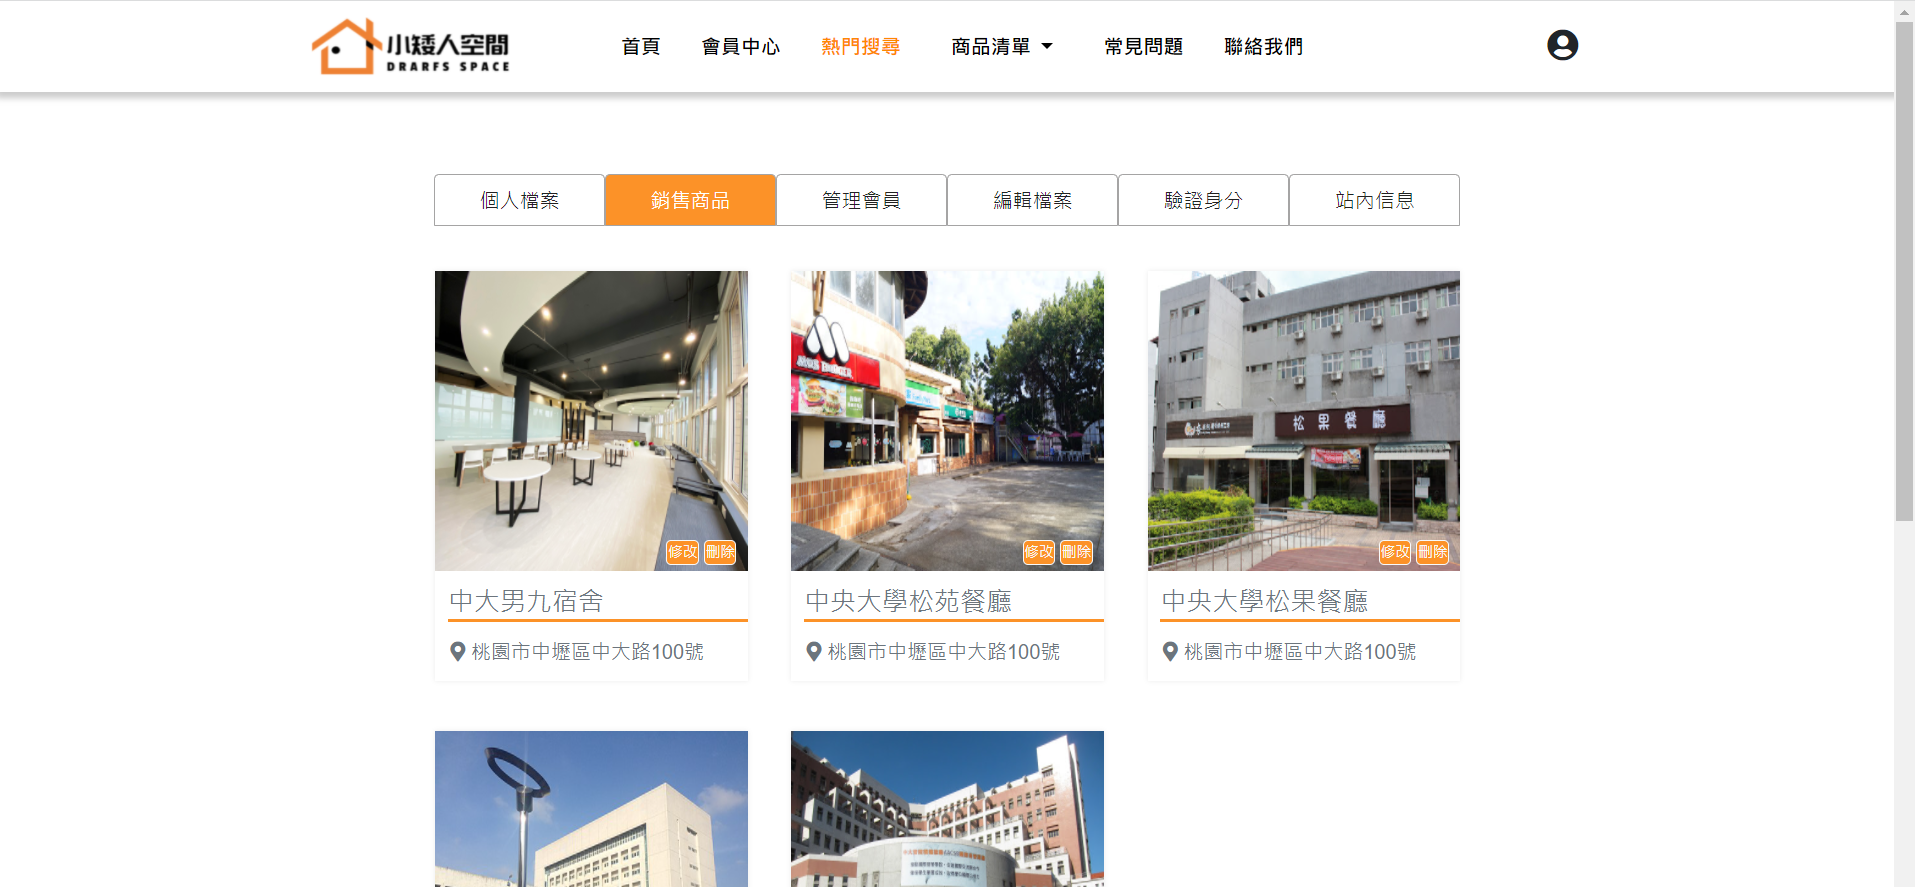 小矮人空間
DRARFS SPACE
首頁
會員中心
熱門搜尋
商品清單
常見問題
聯絡我們
個人檔案
銷售商品
管理會員
編輯檔案
驗證身分
站內信息
MOS BURGER
松果餐廳
修改 刪除
修改 刪除
修改 刪除
中大男九宿舍
中央大學松苑餐廳
中央大學松果餐廳
桃園市中壢區中大路100號
桃園市中壢區中大路100號
桃園市中壢區中大路100號